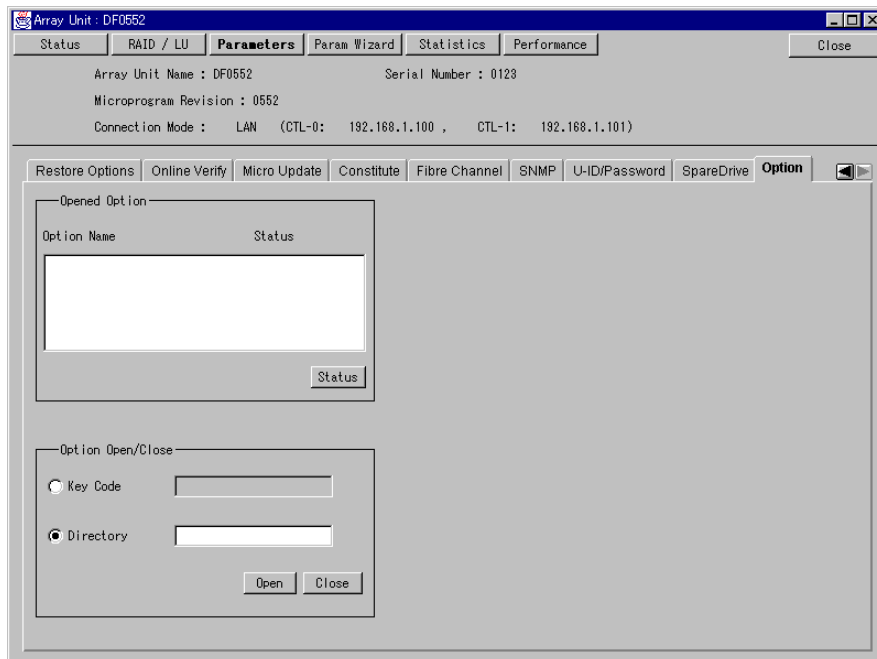 Array Unit : DF0552
Status RAID / LU Parameters Param Wizard Statistics Performance Close
Array Unit Name : DF0552 Serial Number : 0123
Microprogram Revision : 0552
Connection Mode : LAN (CTL-0: 192.168.1.100 , CTL-1: 192.168.1.101)
Restore Options Online Verify Micro Update Constitute Fibre Channel SNMP U-ID/Password SpareDrive Option
Opened Option
Option Name Status
Status
Option Open/Close
Key Code
Directory
Open Close